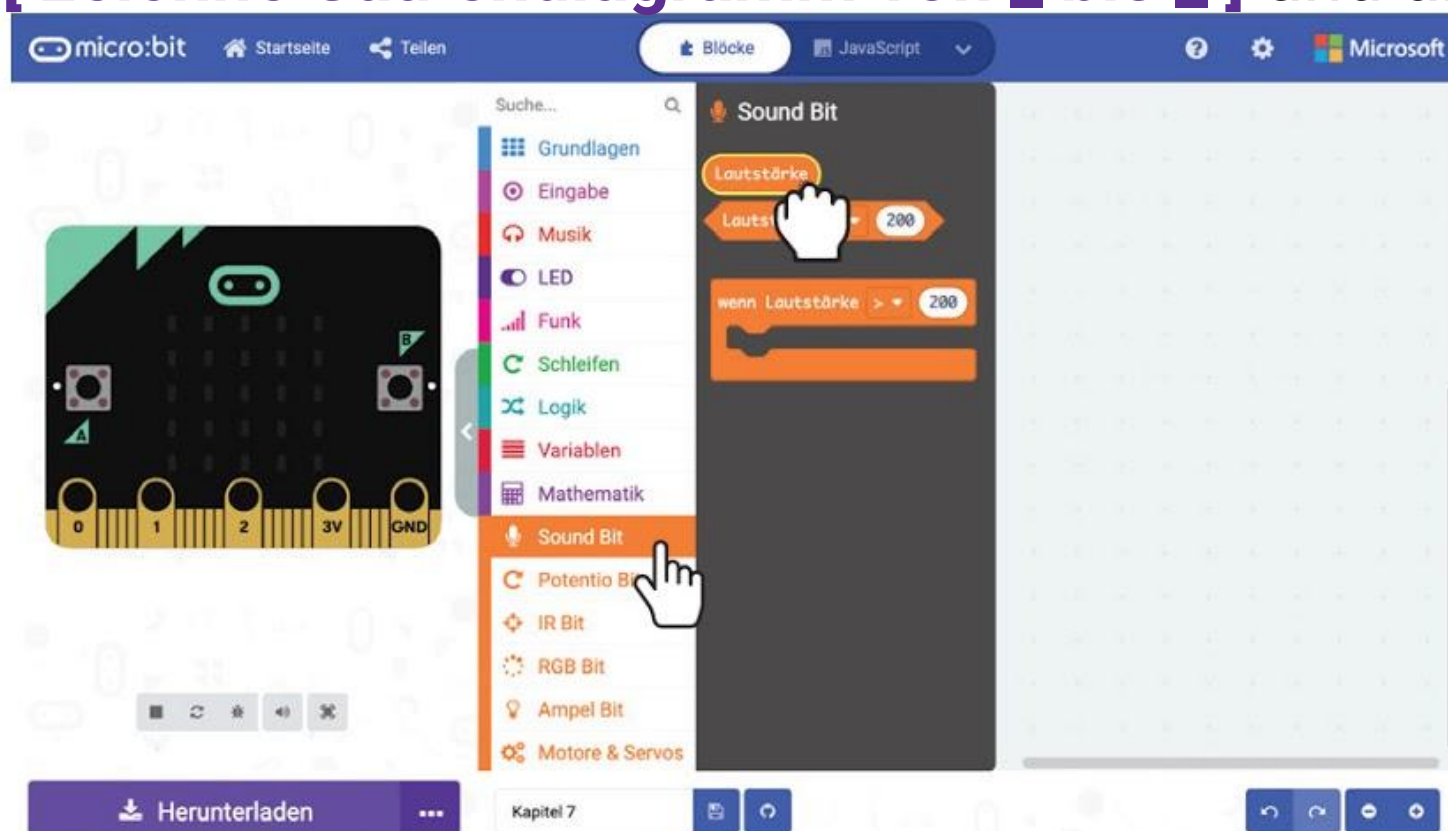 micro:bit Startseite Teilen Blöcke JavaScript Microsoft
Suche...
Grundlagen
Eingabe
Musik
LED
Funk
Schleifen
Logik
Variablen
Mathematik
Sound Bit
Potentio
IR Bit
RGB Bit
Ampel Bit
Motore & Servos
Sound Bit
Lautstärke
200
wenn Lautstärke > 200
B
A
0 1 2 3V GND
Herunterladen ...
Kapitel 7